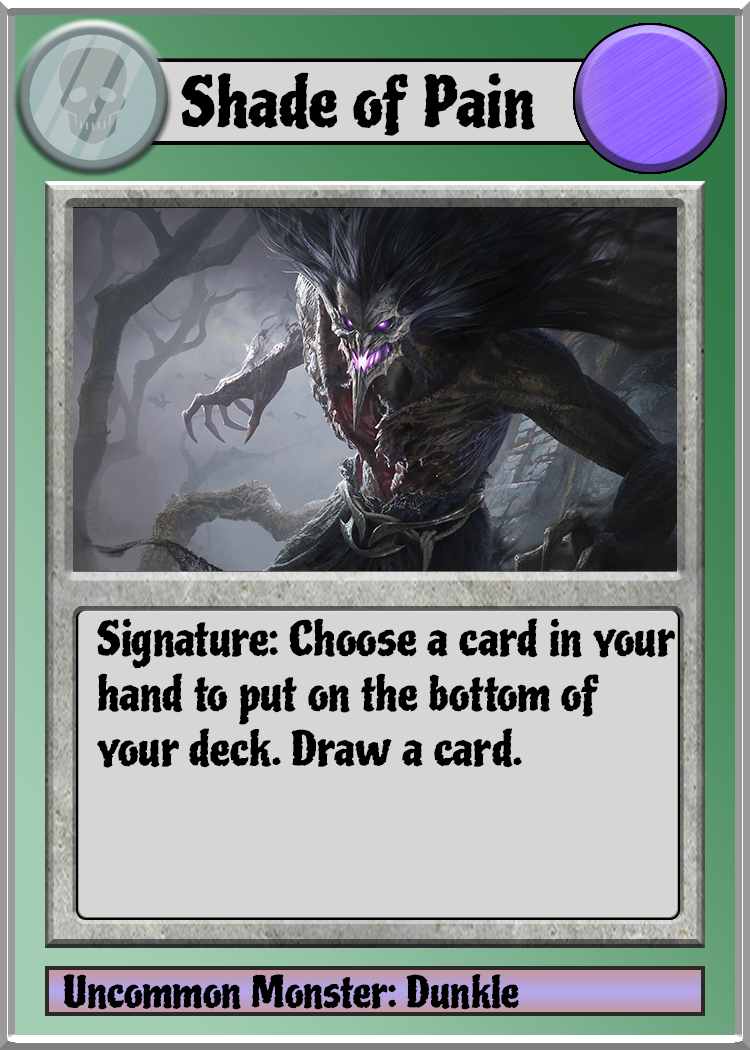 Shade of Pain
Signature: Choose a card in your
hand to put on the bottom of
your deck. Draw a card.
Uncommon Monster: Dunkle